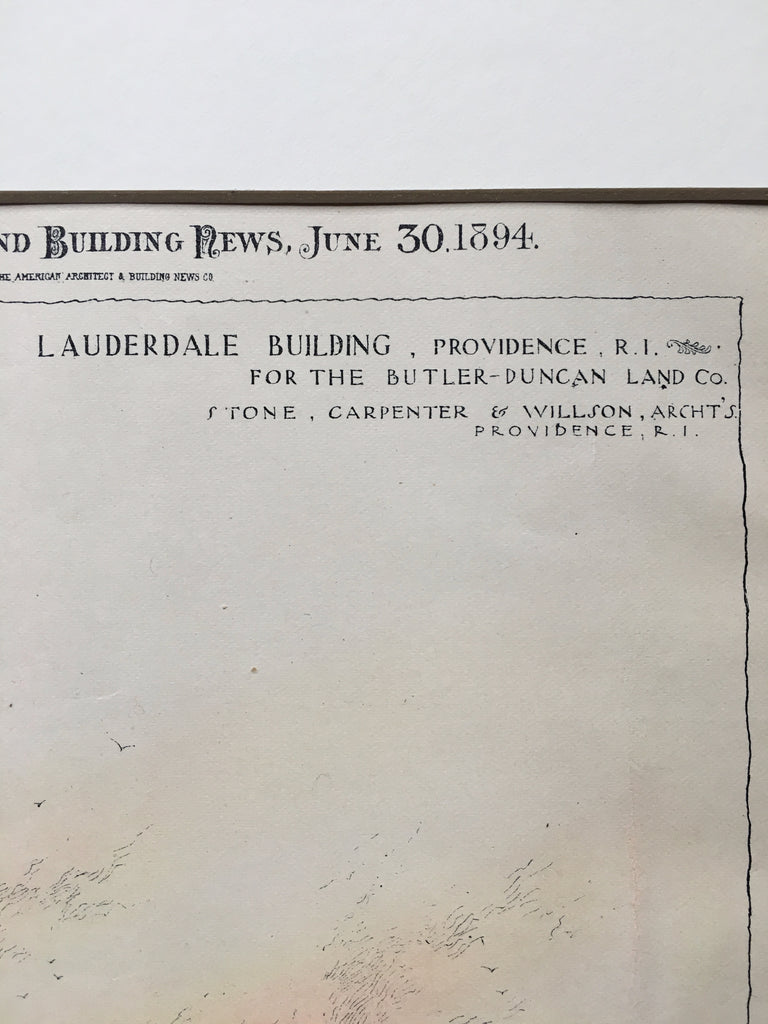 ND BUILDING NEWS, JUNE 30.1894.
HE AMERICAN ARCHITECT & BUILDING NEWS CO
LAUDERDALE BUILDING , PROVIDENCE , R.I.
FOR THE BUTLER-DUNCAN LAND CO.
STONE , CARPENTER & WILLSON , ARCHT'S.
PROVIDENCE, R.I.